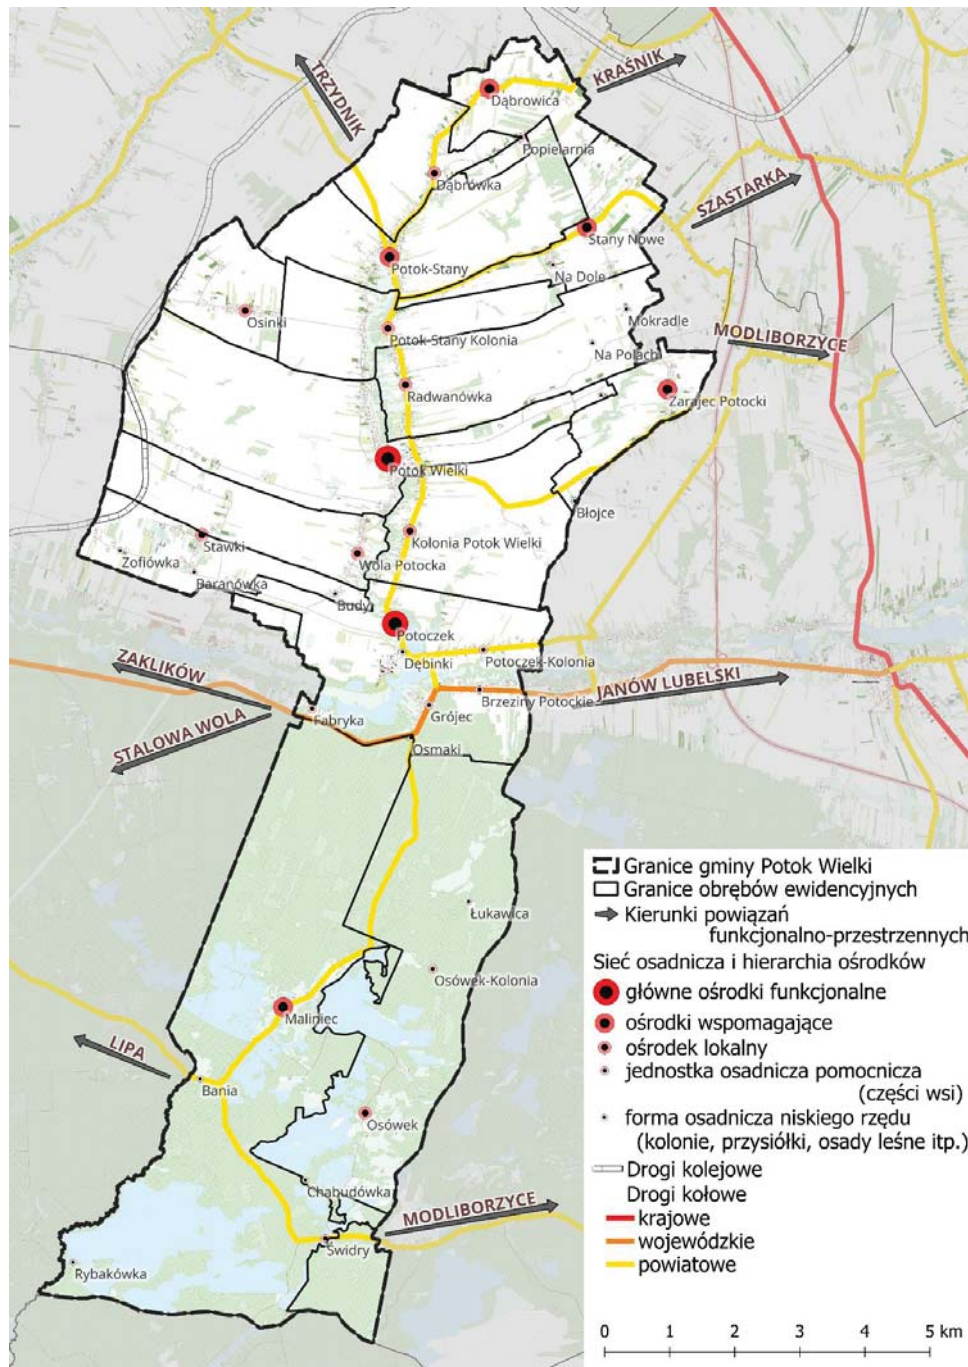 TRZYDNIK
KRAŚNIK
Dąbrowica
Popielarnia
Dąbrówka
SZASTARKA
Stany Nowe
Potok-Stany
Na Dole
Osinki
Mokradle
Potok-Stany Kolonia
MODLIBORZYCE
Na Polach
Radwanówka
Zarajec Potocki
Potok Wielki
Błojce
Stawki
Kolonia Potok Wielki
Zofiówka
Wola Potocka
Baranówka
Budy
Potoczek
Dębinki
Potoczek-Kolonia
ZAKLIKÓW
JANÓW LUBELSKI
Brzeziny Potockie
Fabryka
Grójec
STALOWA WOLA
Osmaki
Łukawica
Osówek-Kolonia
Maliniec
LIPA
Bania
Osówek
Chabudówka
MODLIBORZYCE
Świdry
Rybakówka
Granice gminy Potok Wielki
Granice obrębów ewidencyjnych
Kierunki powiązań
funkcjonalno-przestrzennych
Sieć osadnicza i hierarchia ośrodków
główne ośrodki funkcjonalne
ośrodki wspomagające
ośrodek lokalny
jednostka osadnicza pomocnicza
(części wsi)
forma osadnicza niskiego rzędu
(kolonie, przysiółki, osady leśne itp.)
Drogi kolejowe
Drogi kołowe
krajowe
wojewódzkie
powiatowe
0 1 2 3 4 5 km